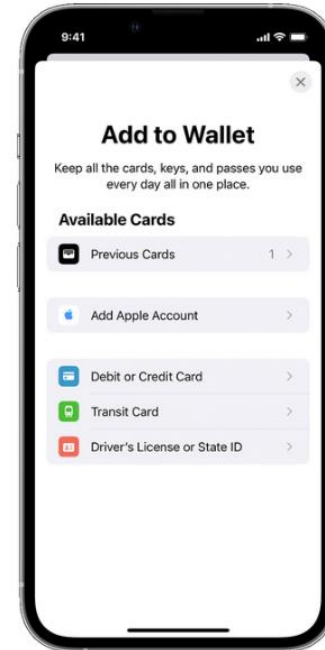 9:41
Add to Wallet
Keep all the cards, keys, and passes you use
every day all in one place.
Available Cards
Previous Cards 1
Add Apple Account
Debit or Credit Card
Transit Card
Driver's License or State ID